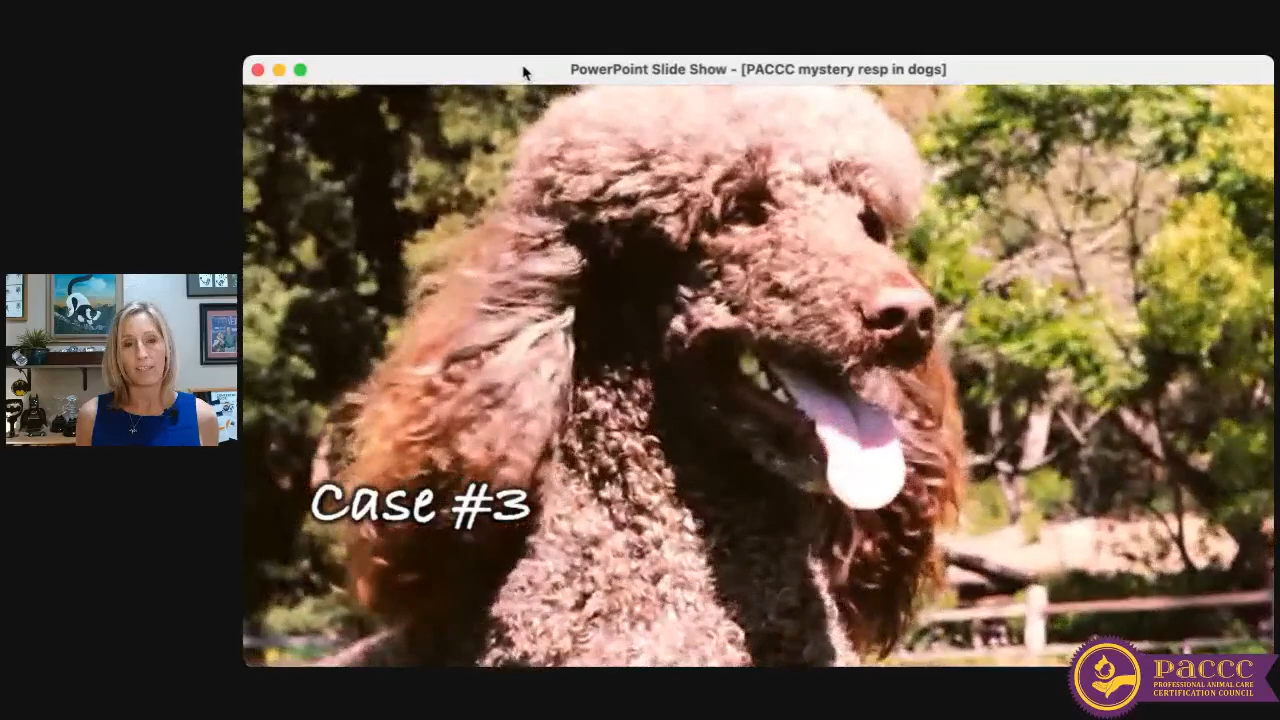 PowerPoint Slide Show - [PACCC mystery resp in dogs]
Case #3
PACCC
PROFESSIONAL ANIMAL CARE
CERTIFICATION COUNCIL